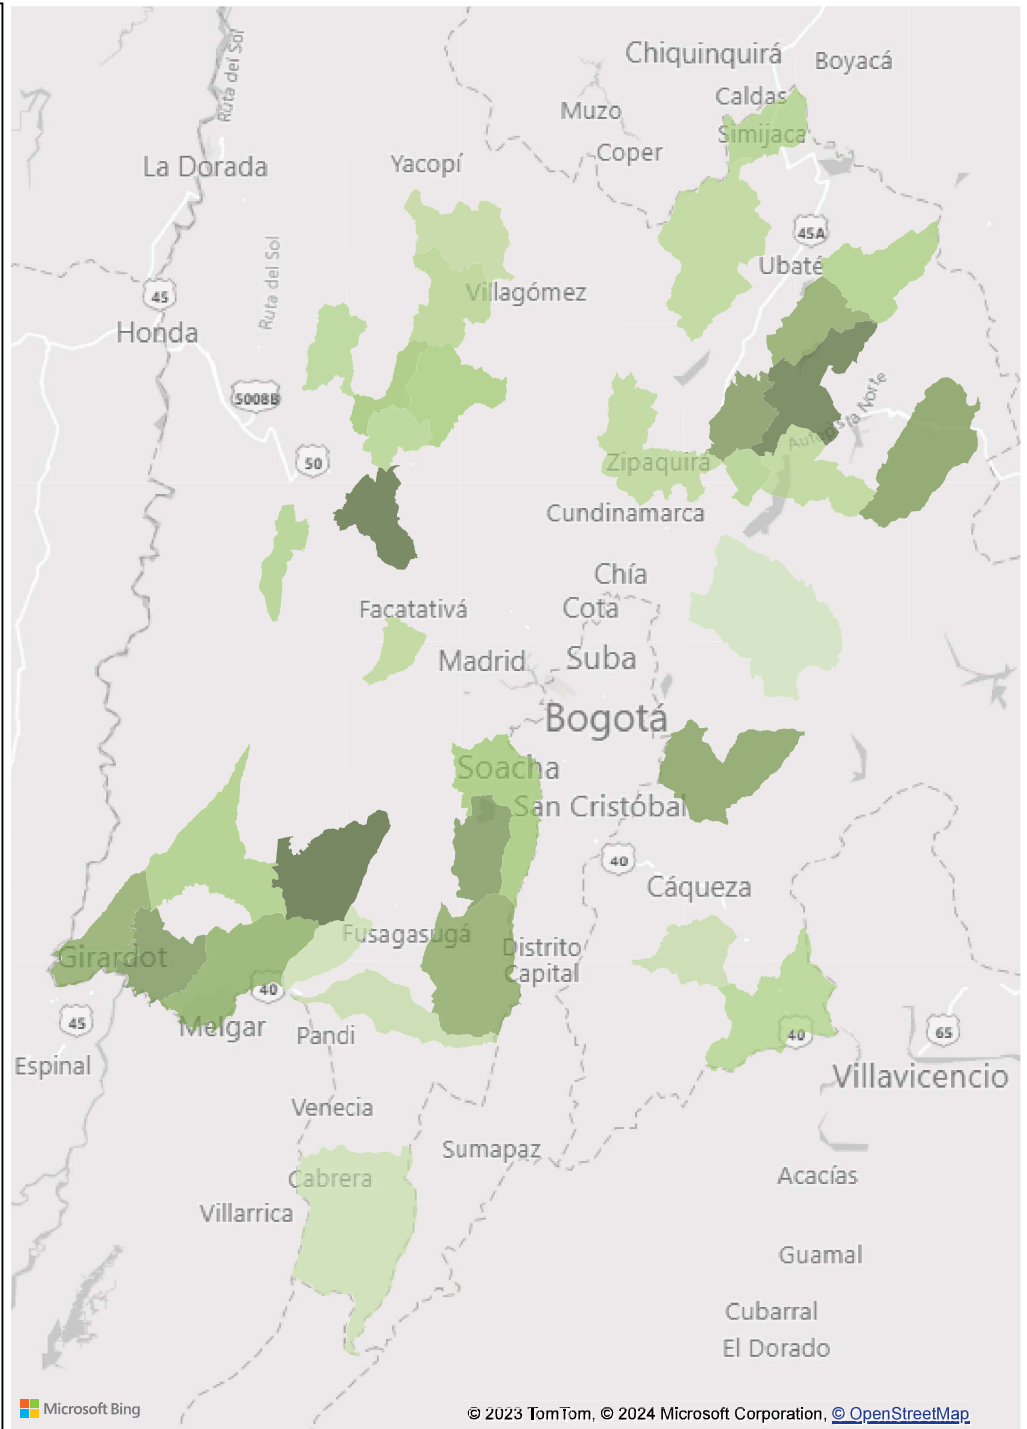 Ruta del Sol
Chiquinquirá
Boyacá
Caldas
Muzo
Simijaca
Coper
Yacopí
La Dorada
45A
Ruta del Sol
Ubaté
45
Villagómez
Honda
5008B
Autopista Norte
50
Zipaquirá
Cundinamarca
Chía
Facatativá
Cota
Madrid
Suba
Bogotá
Soacha
San Cristóbal
40
Cáqueza
Fusagasugá
Girardot
Distrito
Capital
40
45
Melgar
Pandi
40
65
Espinal
Villavicencio
Venecia
Sumapaz
Cabrera
Acacías
Villarrica
Guamal
Cubarral
El Dorado
Microsoft Bing
© 2023 TomTom, © 2024 Microsoft Corporation, © OpenStreetMap